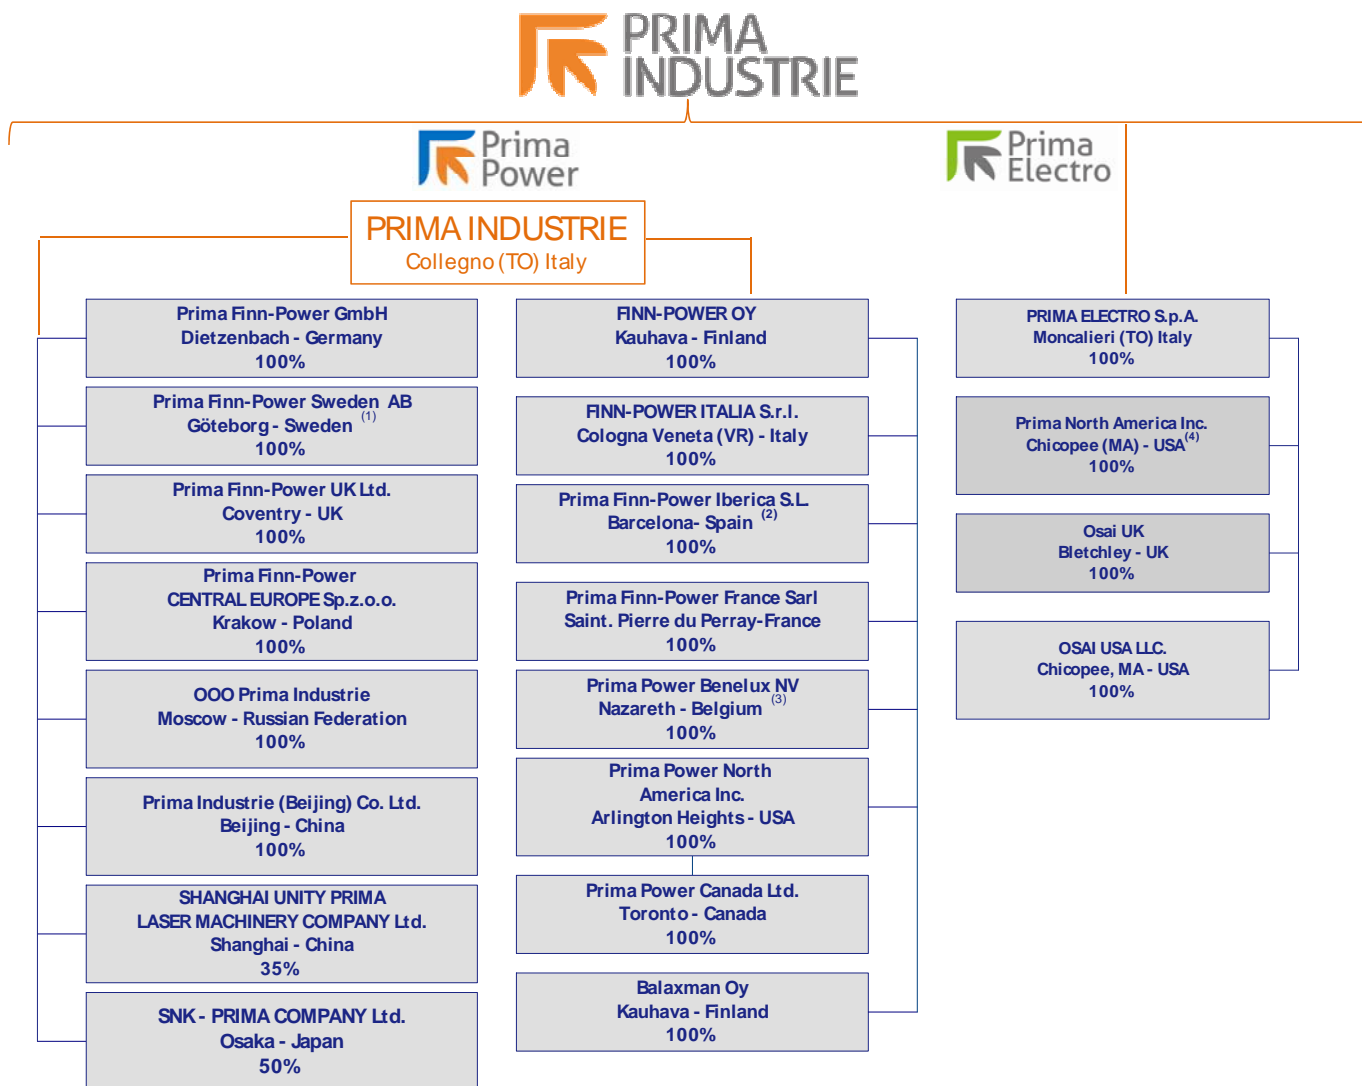 PRIMA
INDUSTRIE
Prima
Power
Prima
Electro
PRIMA INDUSTRIE
Collegno (TO) Italy
Prima Finn-Power GmbH
Dietzenbach - Germany
100%
Prima Finn-Power Sweden AB
Göteborg - Sweden (1)
100%
Prima Finn-Power UK Ltd.
Coventry - UK
100%
Prima Finn-Power
CENTRAL EUROPE Sp.z.o.o.
Krakow - Poland
100%
OOO Prima Industrie
Moscow - Russian Federation
100%
Prima Industrie (Beijing) Co. Ltd.
Beijing - China
100%
SHANGHAI UNITY PRIMA
LASER MACHINERY COMPANY Ltd.
Shanghai - China
35%
SNK - PRIMA COMPANY Ltd.
Osaka - Japan
50%
FINN-POWER OY
Kauhava - Finland
100%
FINN-POWER ITALIA S.r.l.
Cologna Veneta (VR) - Italy
100%
Prima Finn-Power Iberica S.L.
Barcelona- Spain (2)
100%
Prima Finn-Power France Sarl
Saint. Pierre du Perray-France
100%
Prima Power Benelux NV
Nazareth - Belgium (3)
100%
Prima Power North
America Inc.
Arlington Heights - USA
100%
Prima Power Canada Ltd.
Toronto - Canada
100%
Balaxman Oy
Kauhava - Finland
100%
PRIMA ELECTRO S.p.A.
Moncalieri (TO) Italy
100%
Prima North America Inc.
Chicopee (MA) - USA(4)
100%
Osai UK
Bletchley - UK
100%
OSAI USA LLC.
Chicopee, MA - USA
100%